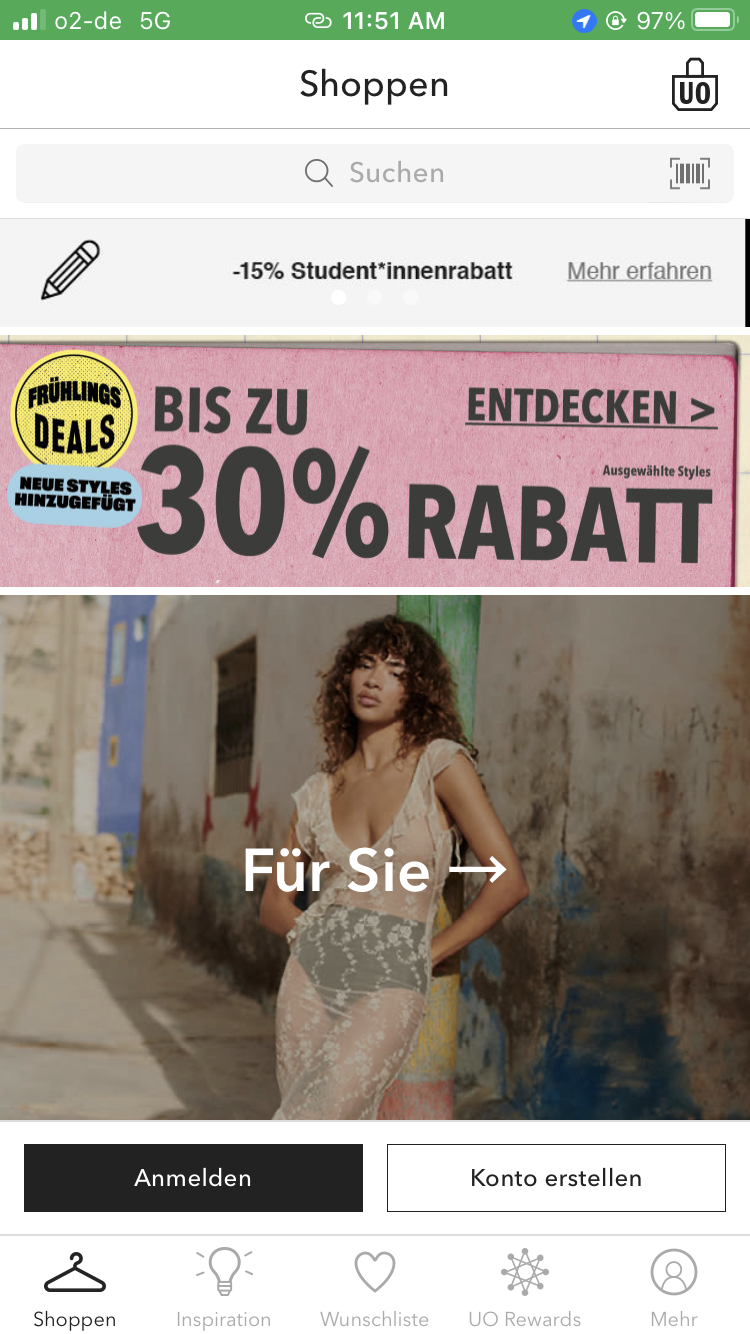 o2-de 5G 11:51 AM 97%
Shoppen
UO
Suchen
-15% Student*innenrabatt Mehr erfahren
FRÜHLINGS
DEALS
NEUE STYLES
HINZUGEFÜGT
BIS ZU
30% RABATT
ENTDECKEN >
Ausgewählte Styles
Für Sie →
Anmelden Konto erstellen
Shoppen Inspiration Wunschliste UO Rewards Mehr